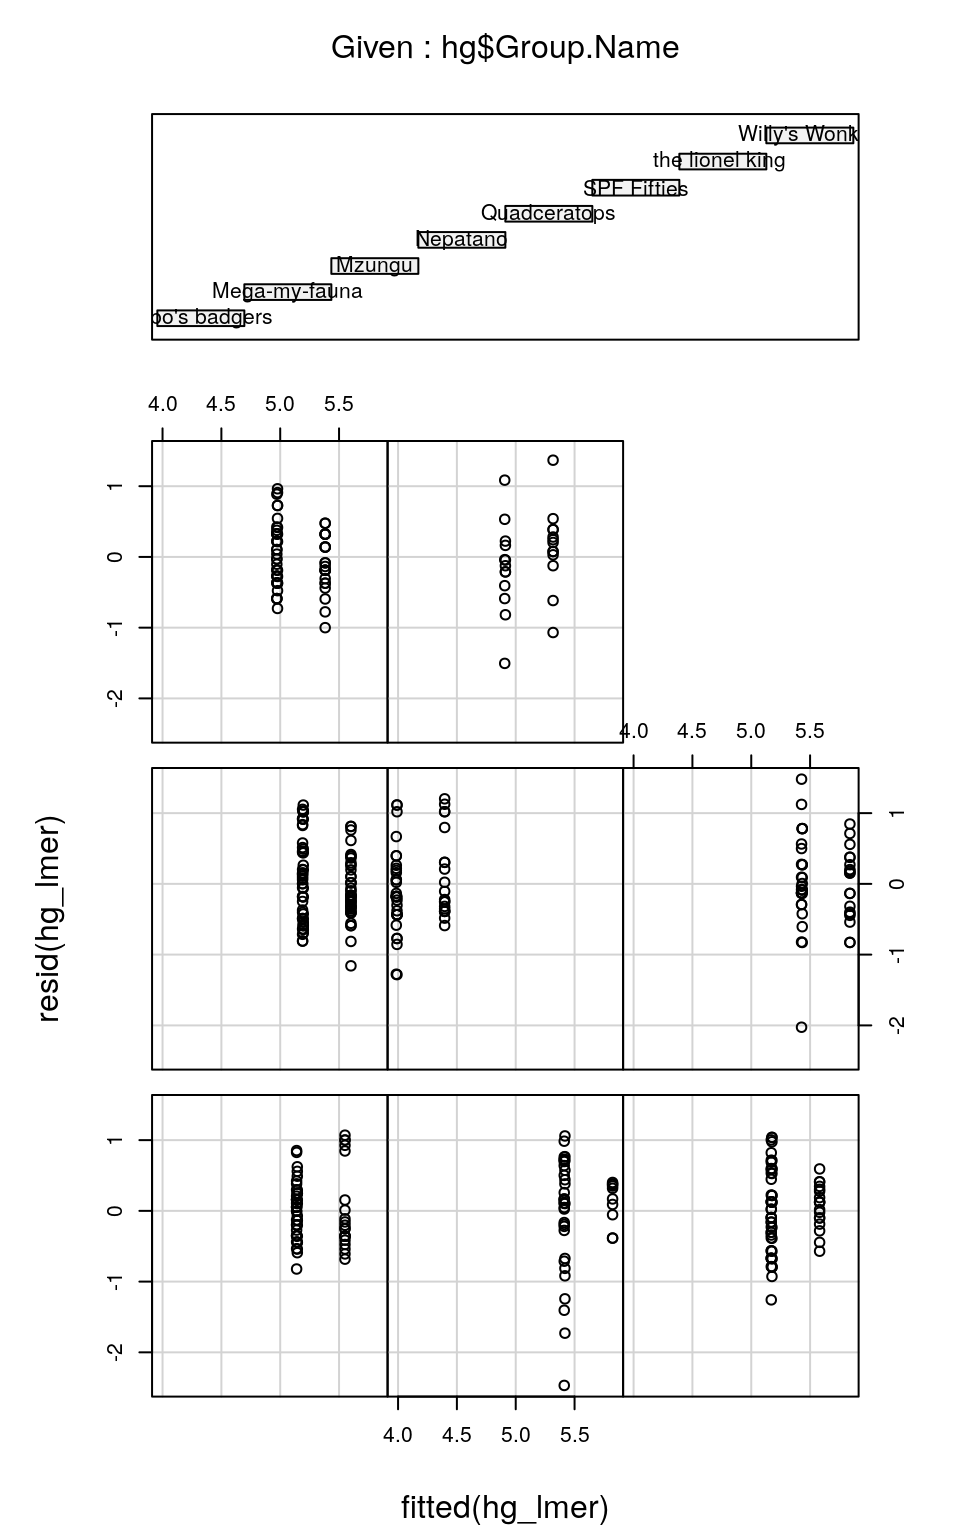 Given : hg$Group.Name
Willy's Wonk
the lionel king
SPF Fifties
Quadceratops
Nepatano
Mzungu
Mega-my-fauna
oo's badgers
4.0 4.5 5.0 5.5
1
0
-1
-2
4.0 4.5 5.0 5.5
1
0
-1
-2
resid(hg_lmer)
1
0
-1
-2
4.0 4.5 5.0 5.5
fitted(hg_lmer)